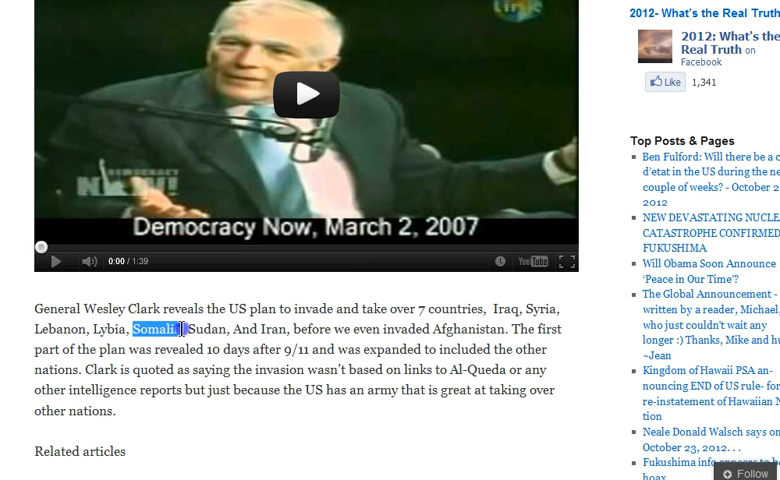 LINK
DEMOCRACY
NOW!
Democracy Now, March 2, 2007
0:00 / 1:39
YouTube
General Wesley Clark reveals the US plan to invade and take over 7 countries,  Iraq, Syria,
Lebanon, Lybia, Somali Sudan, And Iran, before we even invaded Afghanistan. The first
part of the plan was revealed 10 days after 9/11 and was expanded to included the other
nations. Clark is quoted as saying the invasion wasn't based on links to Al-Queda or any
other intelligence reports but just because the US has an army that is great at taking over
other nations.
Related articles
2012- What's the Real Truth
2012: What's the
Real Truth on
Facebook
Like 1,341
Top Posts & Pages
Ben Fulford: Will there be a c
d'etat in the US during the ne
couple of weeks? - October 2
2012
NEW DEVASTATING NUCLE
CATASTROPHE CONFIRMED
FUKUSHIMA
Will Obama Soon Announce
'Peace in Our Time'?
The Global Announcement -
written by a reader, Michael,
who just couldn't wait any
longer :) Thanks, Mike and hu
~Jean
Kingdom of Hawaii PSA an-
nouncing END of US rule- for
re-instatement of Hawaiian N
tion
Neale Donald Walsch says on
October 23, 2012. . .
Fukushima info appears to be
hoax
Follow